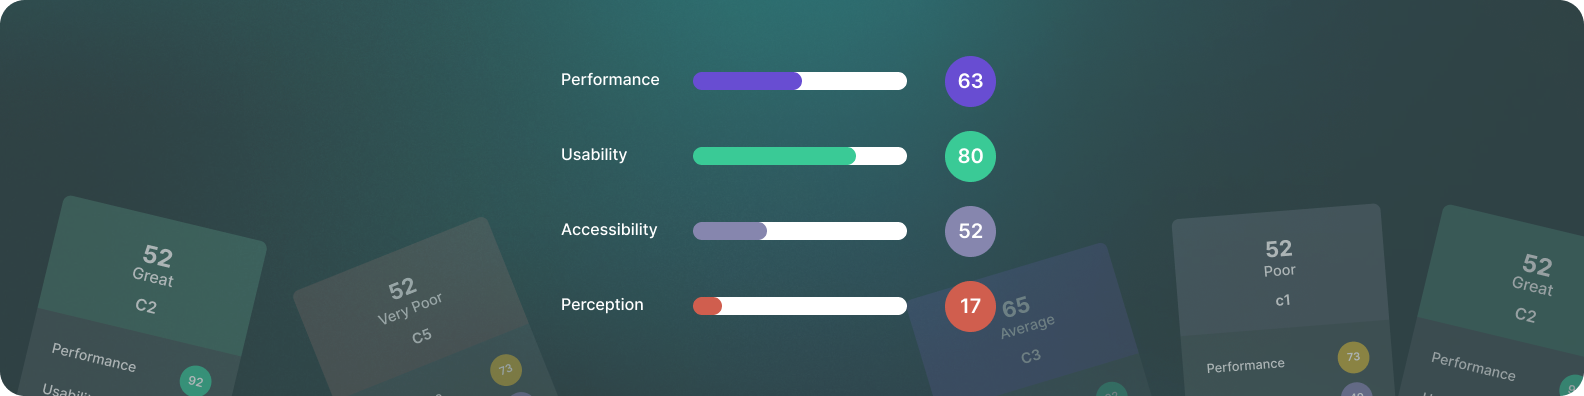 Performance 63
Usability 80
Accessibility 52
Perception 17
52
Great
C2
Performance 92
52
Very Poor
C5
73
65
Average
C3
52
Poor
c1
Performance 73
52
Great
C2
Performance